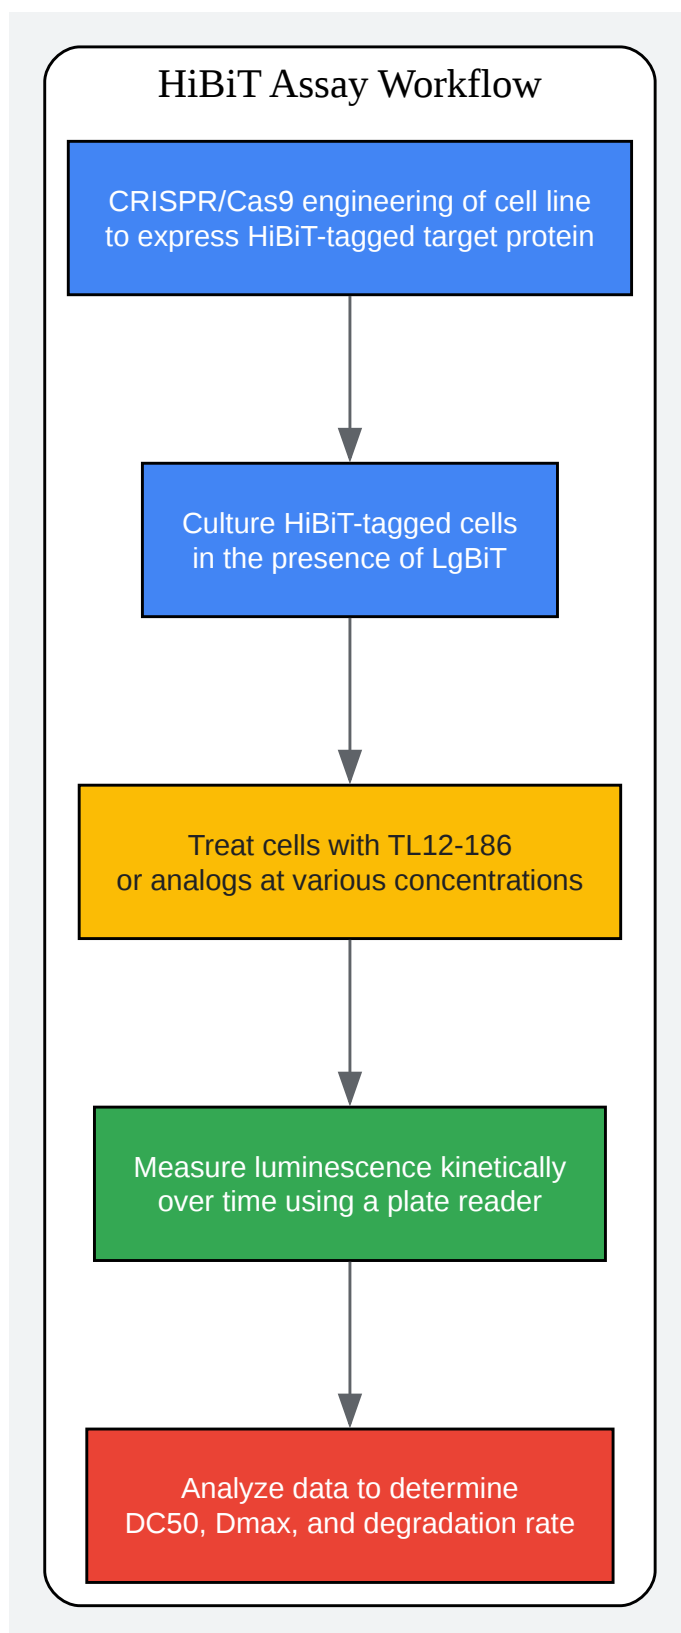 HiBiT Assay Workflow
CRISPR/Cas9 engineering of cell line
to express HiBiT-tagged target protein
Culture HiBiT-tagged cells
in the presence of LgBiT
Treat cells with TL12-186
or analogs at various concentrations
Measure luminescence kinetically
over time using a plate reader
Analyze data to determine
DC50, Dmax, and degradation rate